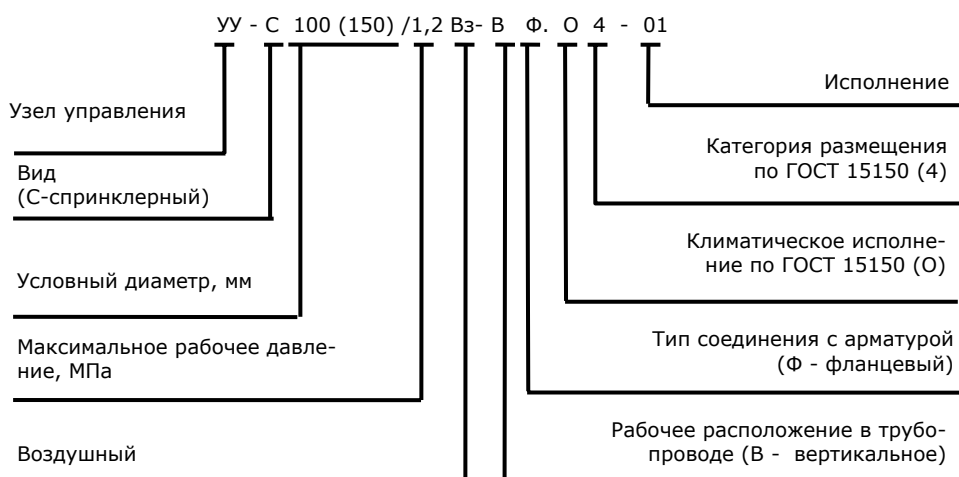 УУ - С 100 (150) /1,2 Вз- В Ф. О 4 - 01
Узел управления
Вид
(С-спринклерный)
Условный диаметр, мм
Максимальное рабочее давле-
ние, МПа
Воздушный
Исполнение
Категория размещения
по ГОСТ 15150 (4)
Климатическое исполне-
ние по ГОСТ 15150 (О)
Тип соединения с арматурой
(Ф - фланцевый)
Рабочее расположение в трубо-
проводе (В - вертикальное)